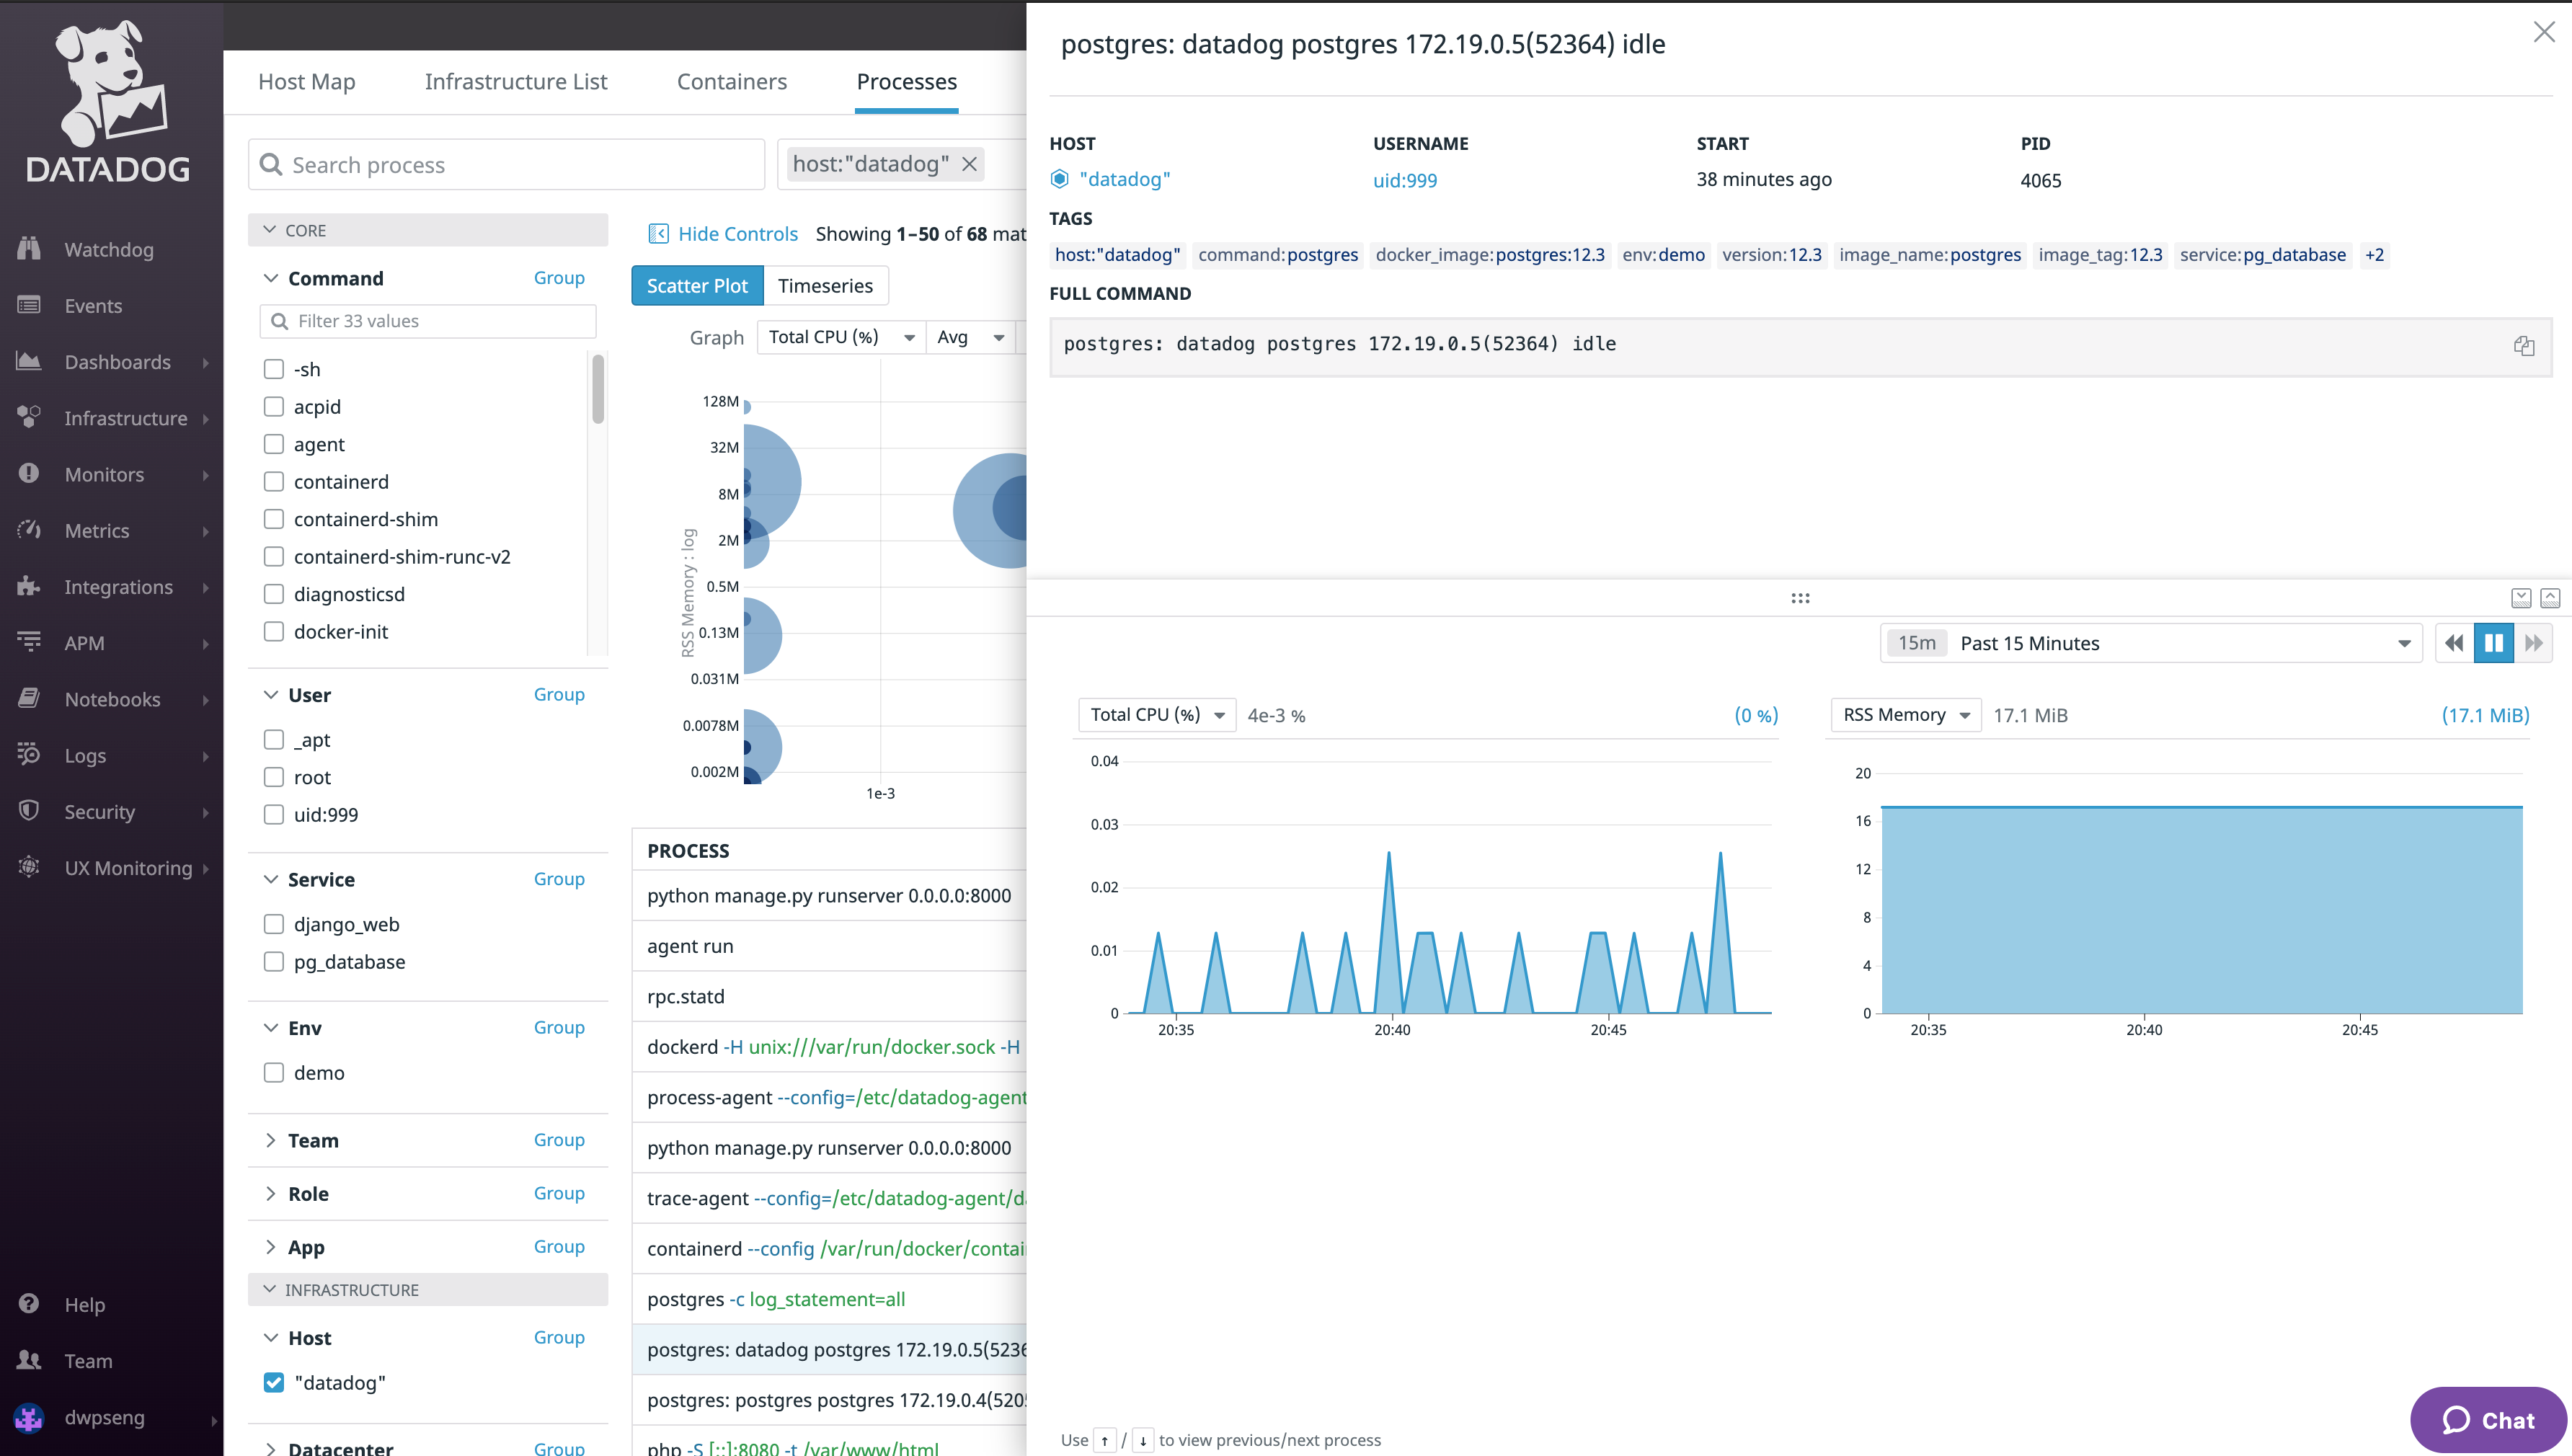 DATADOG
Watchdog
Events
Dashboards
Infrastructure
Monitors
Metrics
Integrations
APM
Notebooks
Logs
Security
UX Monitoring
Help
Team
dwpseng
Host Map
Infrastructure List
Containers
Processes
Search process
host:"datadog"
CORE
Command
Group
Filter 33 values
-sh
acpid
agent
containerd
containerd-shim
containerd-shim-runc-v2
diagnosticsd
docker-init
User
Group
_apt
root
uid:999
Service
Group
django_web
pg_database
Env
Group
demo
Team
Group
Role
Group
App
Group
INFRASTRUCTURE
Host
Group
"datadog"
Datacenter
Group
Hide Controls
Showing 1–50 of 68 mat
Scatter Plot
Timeseries
Graph
Total CPU (%)
Avg
RSS Memory : log
128M
32M
8M
2M
0.5M
0.13M
0.031M
0.0078M
0.002M
1e-3
PROCESS
python manage.py runserver 0.0.0.0:8000
agent run
rpc.statd
dockerd -H unix:///var/run/docker.sock -H
process-agent --config=/etc/datadog-agent
python manage.py runserver 0.0.0.0:8000
trace-agent --config=/etc/datadog-agent/da
containerd --config /var/run/docker/contai
postgres -c log_statement=all
postgres: datadog postgres 172.19.0.5(5236
postgres: postgres postgres 172.19.0.4(520
php -S [::]:8080 -t /var/www/html
postgres: datadog postgres 172.19.0.5(52364) idle
HOST
"datadog"
USERNAME
uid:999
START
38 minutes ago
PID
4065
TAGS
host:"datadog"
command:postgres
docker_image:postgres:12.3
env:demo
version:12.3
image_name:postgres
image_tag:12.3
service:pg_database
+2
FULL COMMAND
postgres: datadog postgres 172.19.0.5(52364) idle
15m Past 15 Minutes
Total CPU (%)
4e-3 %
(0 %)
0.04
0.03
0.02
0.01
0
20:35
20:40
20:45
RSS Memory
17.1 MiB
(17.1 MiB)
20
16
12
8
4
0
20:35
20:40
20:45
Use ↑ / ↓ to view previous/next process
Chat